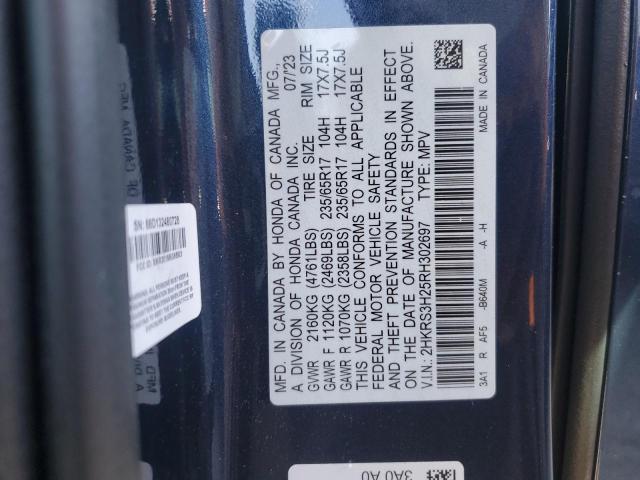 MFD. IN CANADA BY HONDA OF CANADA MFG.,
A DIVISION OF HONDA CANADA INC. 07/'23
GVWR 2160KG (4761LBS) TIRE SIZE RIM SIZE
GAWR F 1120KG (2469LBS) 235/65R17 104H 17X7.5J
GAWR R 1070KG (2358LBS) 235/65R17 104H 17X7.5J
THIS VEHICLE CONFORMS TO ALL APPLICABLE
FEDERAL MOTOR VEHICLE SAFETY
AND THEFT PREVENTION STANDARDS IN EFFECT
ON THE DATE OF MANUFACTURE SHOWN ABOVE.
V.I.N.: 2HKRS3H25RH302697 TYPE: MPV
3A1 R AF5 -B640M -A -H MADE IN CANADA
3A0 A0